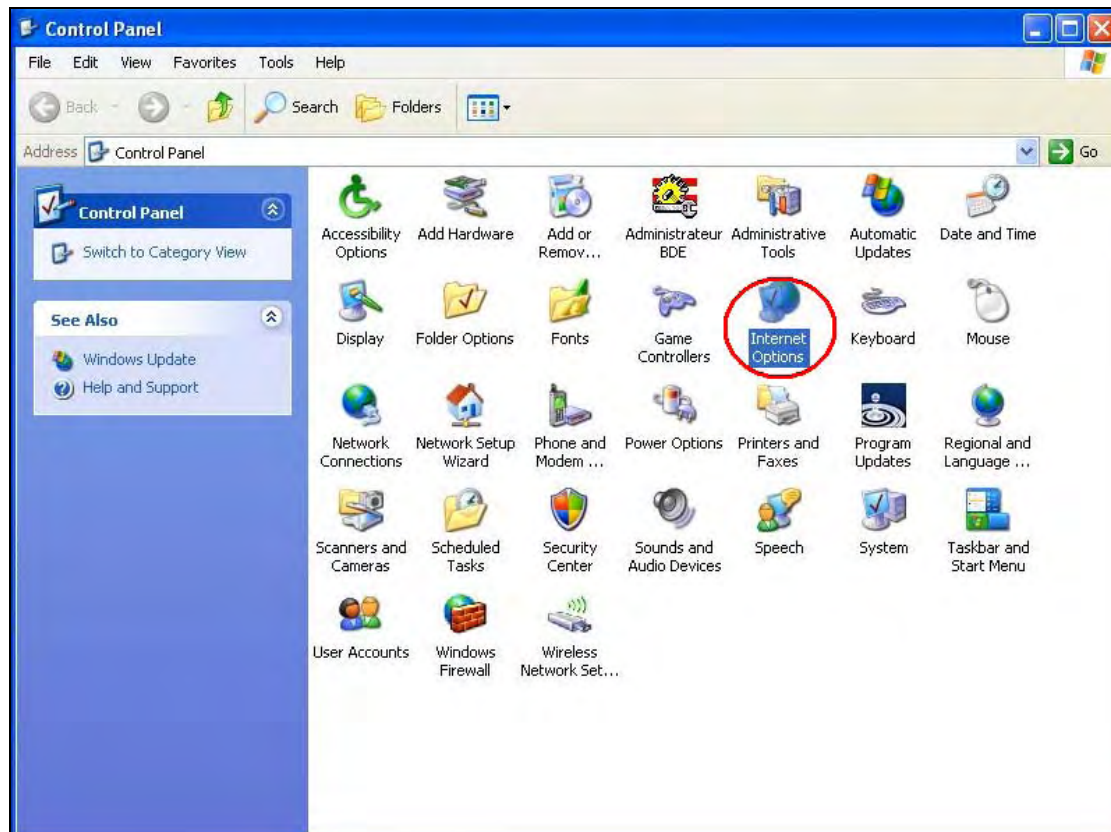 Control Panel
File Edit View Favorites Tools Help
Back Search Folders
Address Control Panel Go
Control Panel
Switch to Category View
See Also
Windows Update
Help and Support
Accessibility Options
Add Hardware
Add or Remov...
Administrateur BDE
Administrative Tools
Automatic Updates
Date and Time
Display
Folder Options
Fonts
Game Controllers
Internet Options
Keyboard
Mouse
Network Connections
Network Setup Wizard
Phone and Modem ...
Power Options
Printers and Faxes
Program Updates
Regional and Language ...
Scanners and Cameras
Scheduled Tasks
Security Center
Sounds and Audio Devices
Speech
System
Taskbar and Start Menu
User Accounts
Windows Firewall
Wireless Network Set...